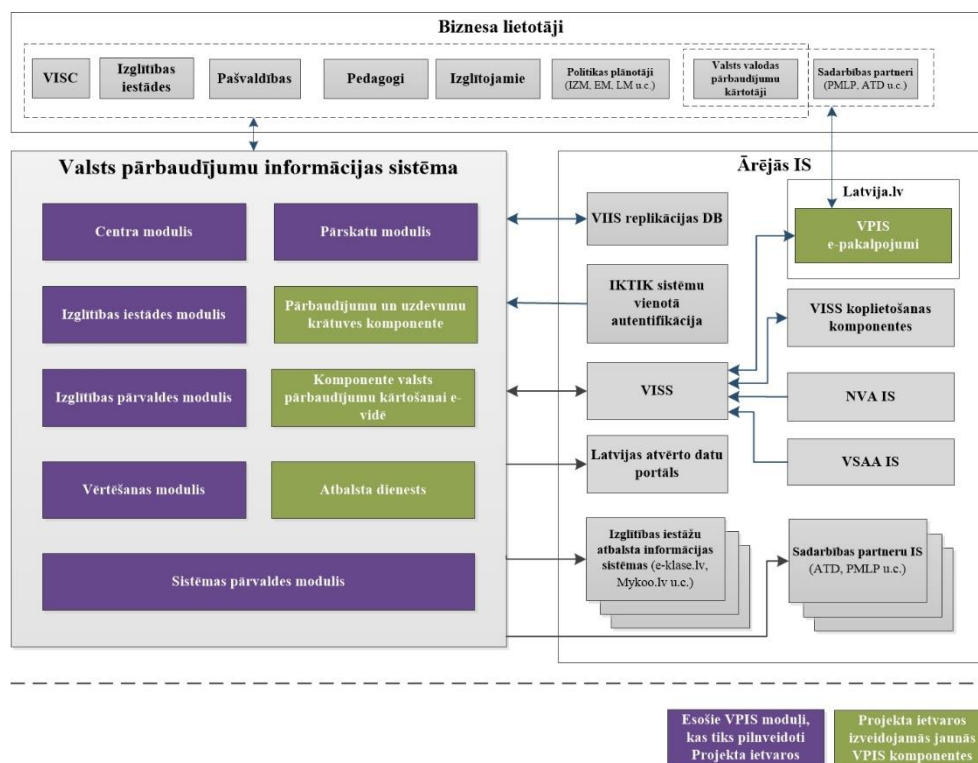 Biznesa lietotāji
VISC
Izglītības
iestādes
Pašvaldības
Pedagogi
Izglītojamie
Politikas plānotāji
(IZM, EM, LM u.c.)
Valsts valodas
pārbaudījumu
kārtotāji
Sadarbības partneri
(PMLP, ATD u.c.)
Valsts pārbaudījumu informācijas sistēma
Centra modulis
Pārskatu modulis
Izglītības iestādes modulis
Pārbaudījumu un uzdevumu
krātuves komponente
Izglītības pārvaldes modulis
Komponente valsts
pārbaudījumu kārtošanai e-
vidē
Vērtēšanas modulis
Atbalsta dienests
Sistēmas pārvaldes modulis
Ārējās IS
VIIS replikācijas DB
IKTIK sistēmu
vienotā
autentifikācija
VISS
Latvijas atvērto datu
portāls
Izglītības iestāžu
atbalsta informācijas
sistēmas (e-klase.lv,
Mykoo.lv u.c.)
Latvija.lv
VPIS
e-pakalpojumi
VISS koplietošanas
komponentes
NVA IS
VSAA IS
Sadarbības partneru IS
(ATD, PMLP u.c.)
Esošie VPIS moduļi,
kas tiks pilnveidoti
Projekta ietvaros
Projekta ietvaros
izveidojamās jaunās
VPIS komponentes